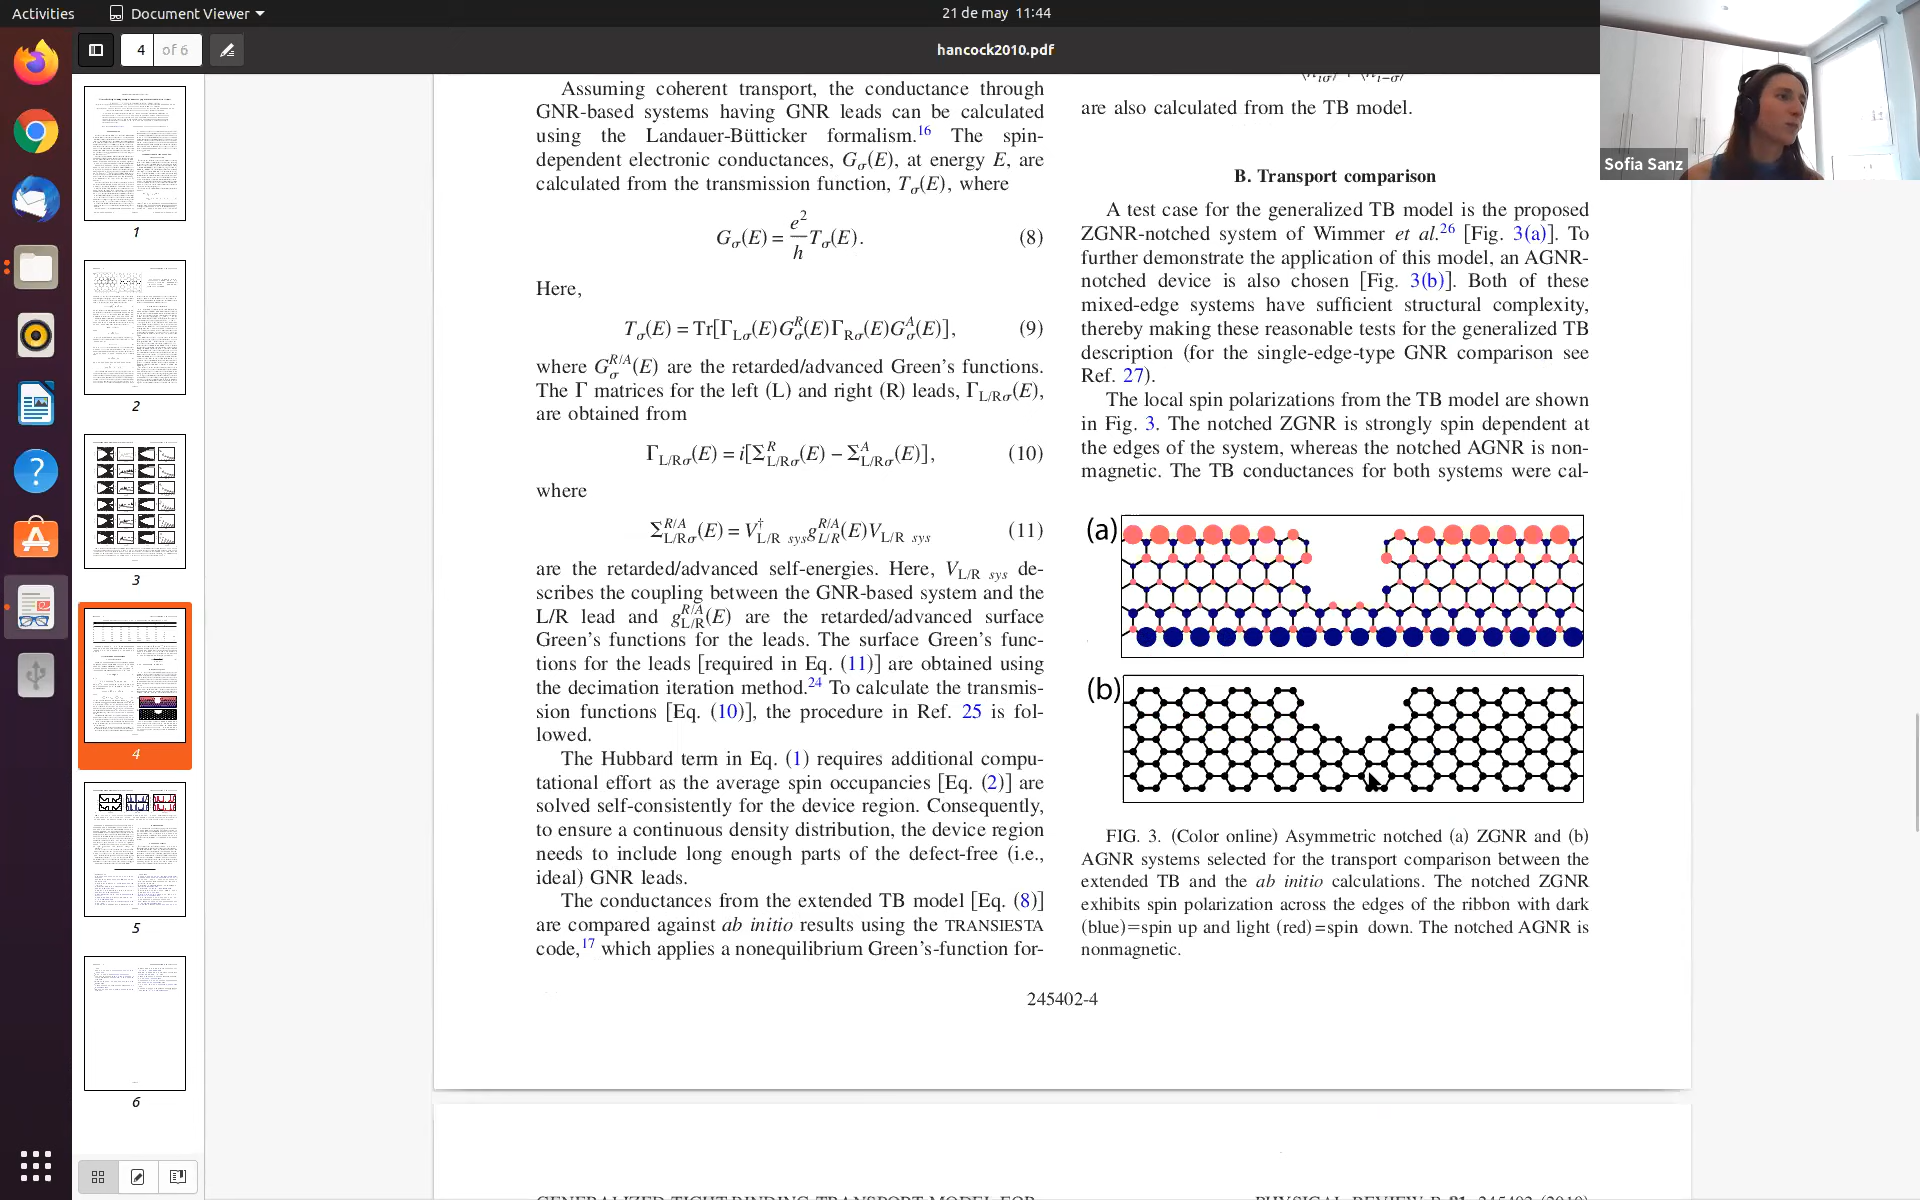 Activities
Document Viewer
21 de may 11:44
4 of 6
hancock2010.pdf
Sofia Sanz
1
2
3
4
5
6
Assuming coherent transport, the conductance through
GNR-based systems having GNR leads can be calculated
using the Landauer-Bütticker formalism.16 The spin-
dependent electronic conductances, Gσ(E), at energy E, are
calculated from the transmission function, Tσ(E), where
Gσ(E) = e2/h Tσ(E). (8)
Here,
Tσ(E) = Tr[ΓLσ(E)GσR(E)ΓRσ(E)GσA(E)], (9)
where GσR/A(E) are the retarded/advanced Green's functions.
The Γ matrices for the left (L) and right (R) leads, ΓL/Rσ(E),
are obtained from
ΓL/Rσ(E) = i[ΣL/RσR(E) − ΣL/RσA(E)], (10)
where
ΣL/RσR/A(E) = V†L/R sys gL/RR/A(E)VL/R sys (11)
are the retarded/advanced self-energies. Here, VL/R sys de-
scribes the coupling between the GNR-based system and the
L/R lead and gL/RR/A(E) are the retarded/advanced surface
Green's functions for the leads. The surface Green's func-
tions for the leads [required in Eq. (11)] are obtained using
the decimation iteration method.24 To calculate the transmis-
sion functions [Eq. (10)], the procedure in Ref. 25 is fol-
lowed.
The Hubbard term in Eq. (1) requires additional compu-
tational effort as the average spin occupancies [Eq. (2)] are
solved self-consistently for the device region. Consequently,
to ensure a continuous density distribution, the device region
needs to include long enough parts of the defect-free (i.e.,
ideal) GNR leads.
The conductances from the extended TB model [Eq. (8)]
are compared against ab initio results using the TRANSIESTA
code,17 which applies a nonequilibrium Green's-function for-
are also calculated from the TB model.
B. Transport comparison
A test case for the generalized TB model is the proposed
ZGNR-notched system of Wimmer et al.26 [Fig. 3(a)]. To
further demonstrate the application of this model, an AGNR-
notched device is also chosen [Fig. 3(b)]. Both of these
mixed-edge systems have sufficient structural complexity,
thereby making these reasonable tests for the generalized TB
description (for the single-edge-type GNR comparison see
Ref. 27).
The local spin polarizations from the TB model are shown
in Fig. 3. The notched ZGNR is strongly spin dependent at
the edges of the system, whereas the notched AGNR is non-
magnetic. The TB conductances for both systems were cal-
(a)
(b)
FIG. 3. (Color online) Asymmetric notched (a) ZGNR and (b)
AGNR systems selected for the transport comparison between the
extended TB and the ab initio calculations. The notched ZGNR
exhibits spin polarization across the edges of the ribbon with dark
(blue)=spin up and light (red)=spin down. The notched AGNR is
nonmagnetic.
245402-4